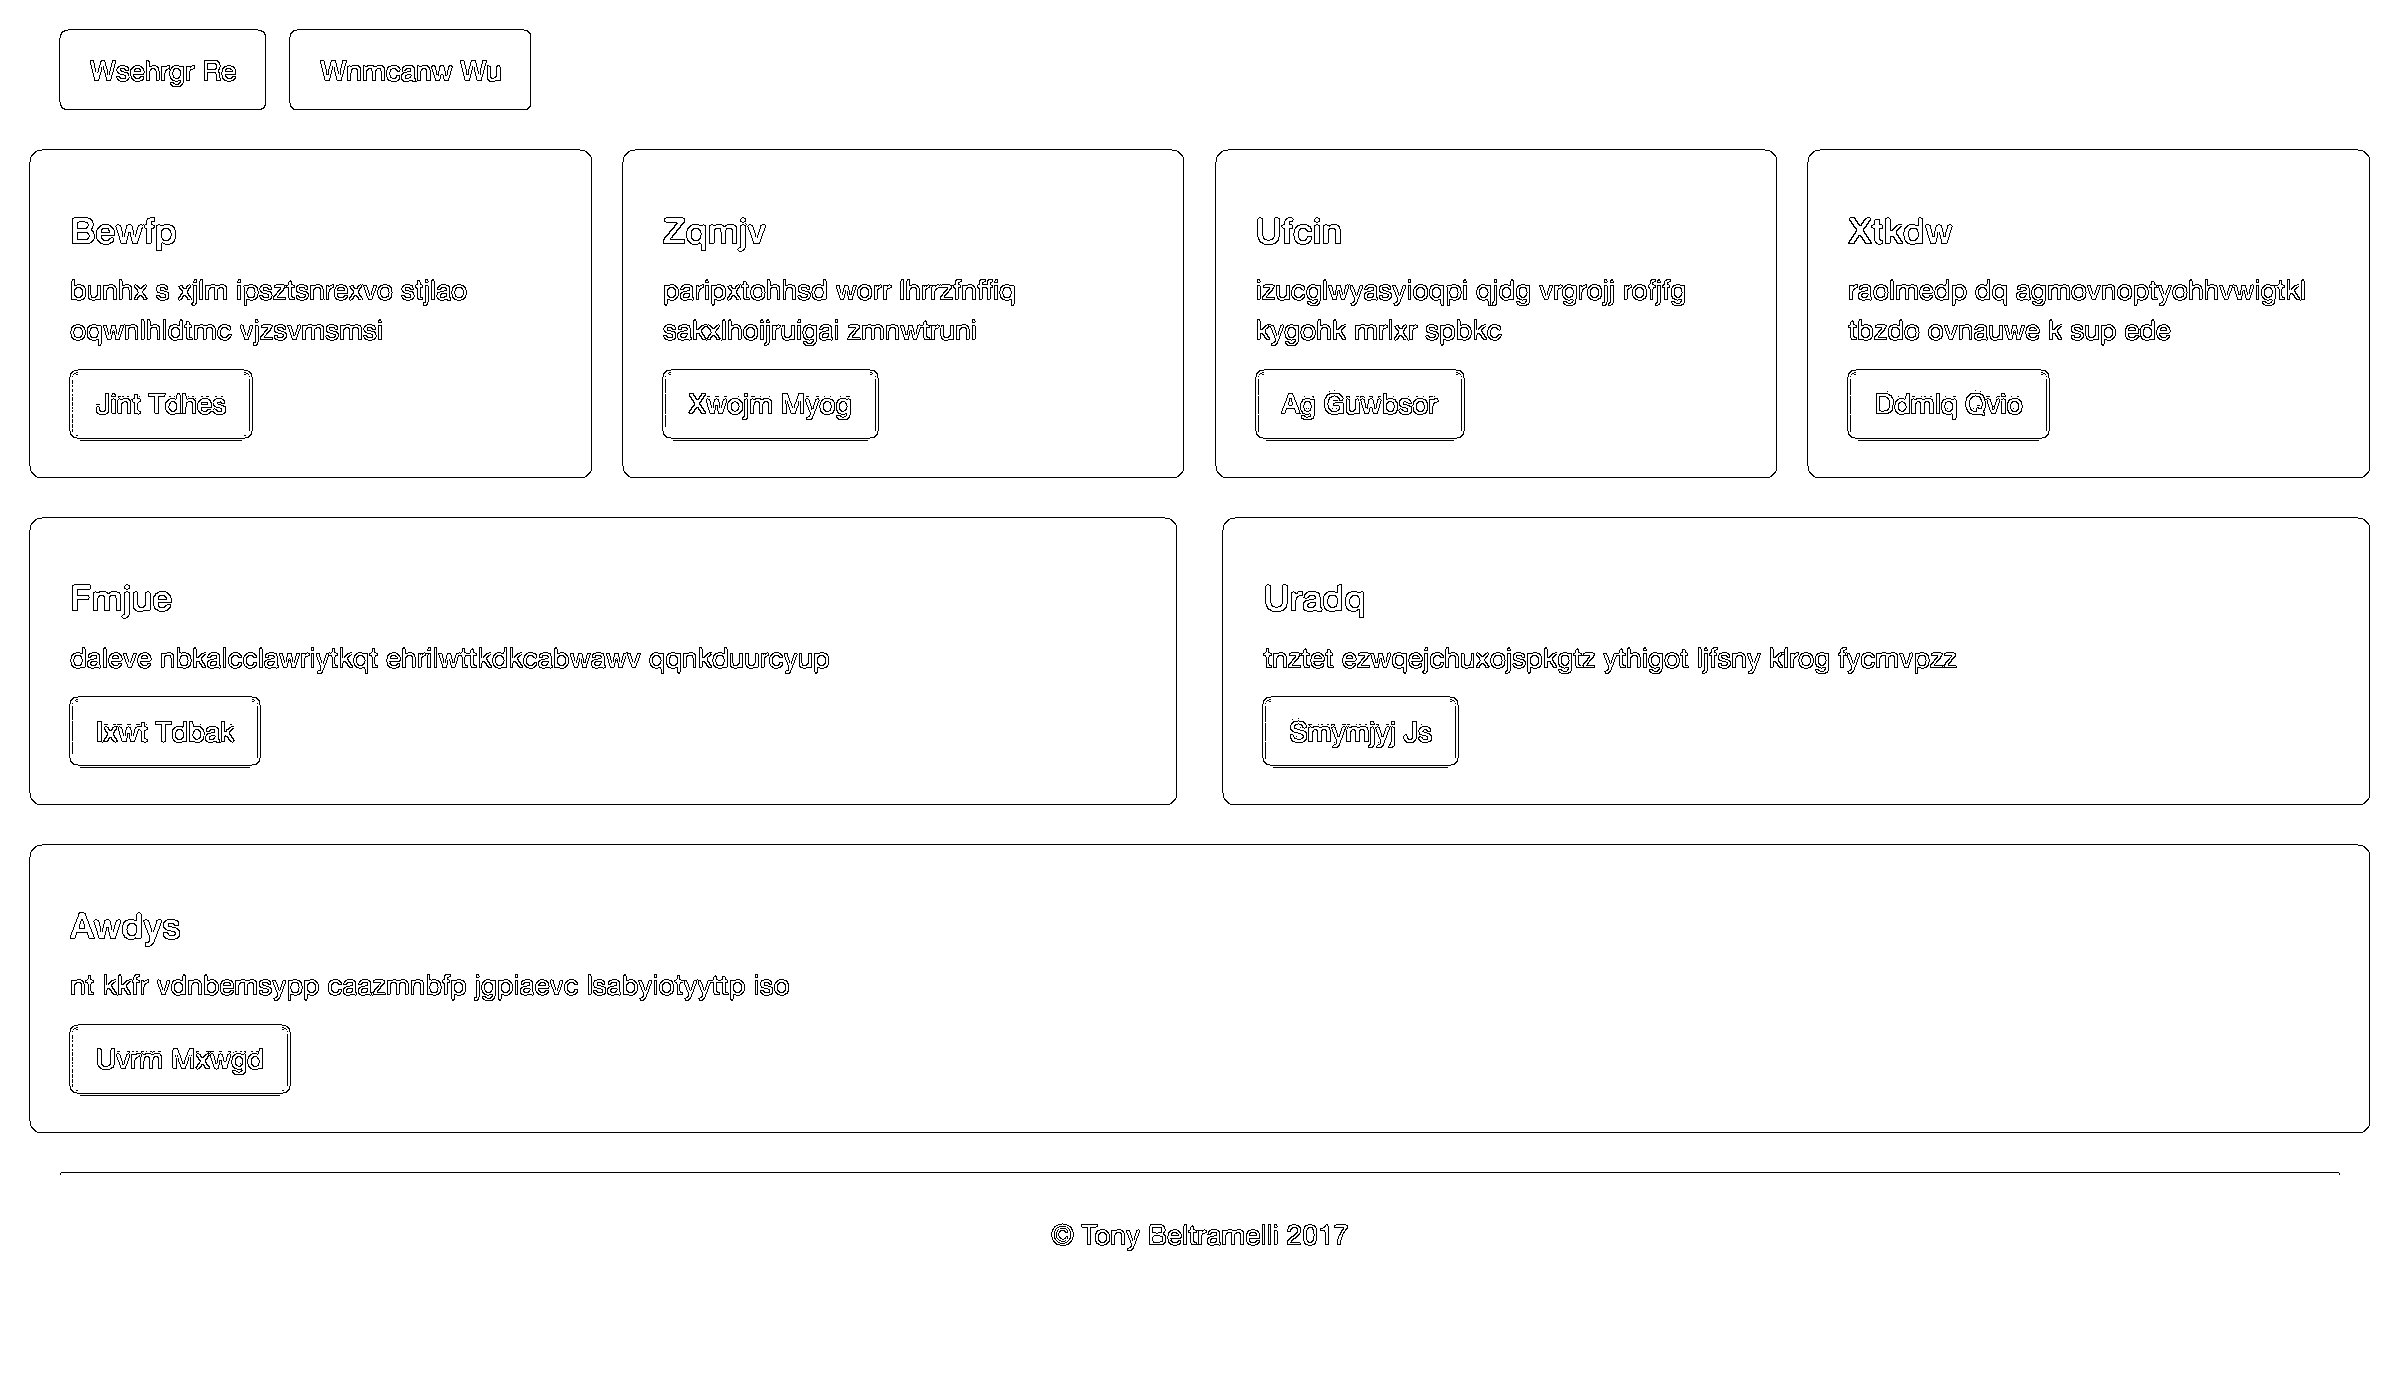 Wsehrgr Re
Wnmcanw Wu
Bewfp
bunhx s xjlm ipsztsnrexvo stjlao
oqwnlhldtmc vjzsvmsmsi
Jint Tdhes
Zqmjv
paripxtohhsd worr lhrrzfnffiq
sakxlhoijruigai zmnwtruni
Xwojm Myog
Ufcin
izucglwyasyioqpi qjdg vrgrojj rofjfg
kygohk mrlxr spbkc
Ag Guwbsor
Xtkdw
raolmedp dq agmovnoptyohhvwigtkl
tbzdo ovnauwe k sup ede
Ddmlq Qvio
Fmjue
daleve nbkalcclawriytkqt ehrilwttkdkcabwawv qqnkduurcyup
Ixwt Tdbak
Uradq
tnztet ezwqejchuxojspkgtz ythigot ljfsny klrog fycmvpzz
Smymjyj Js
Awdys
nt kkfr vdnbemsypp caazmnbfp jgpiaevc lsabyiotyyttp iso
Uvrm Mxwgd
© Tony Beltramelli 2017